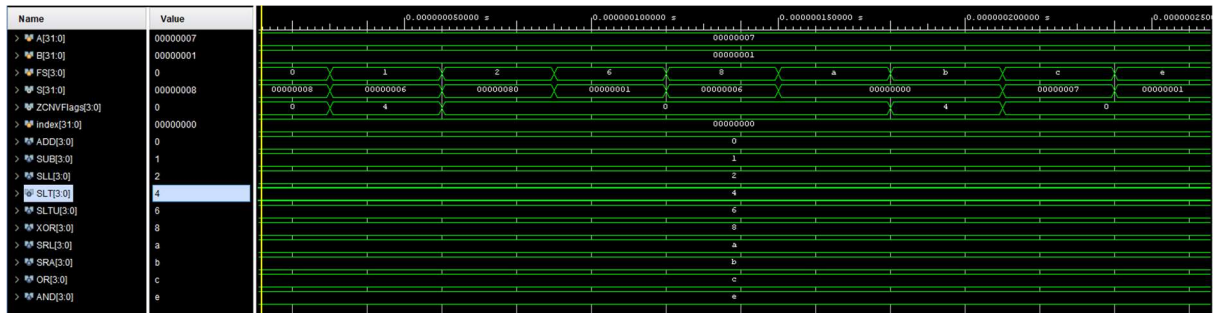 Name Value 0.000000050000 s 0.000000100000 s 0.000000150000 s 0.000000200000 s 0.0000002500
A[31:0] 00000007 00000007
B[31:0] 00000001 00000001
FS[3:0] 0 0 1 2 6 8 a b c e
S[31:0] 00000008 00000008 00000006 00000080 00000001 00000006 00000000 00000007 00000001
ZCNVFlags[3:0] 0 0 4 0 4 0
index[31:0] 00000000 00000000
ADD[3:0] 0 0
SUB[3:0] 1 1
SLL[3:0] 2 2
SLT[3:0] 4 4
SLTU[3:0] 6 6
XOR[3:0] 8 8
SRL[3:0] a a
SRA[3:0] b b
OR[3:0] c c
AND[3:0] e e